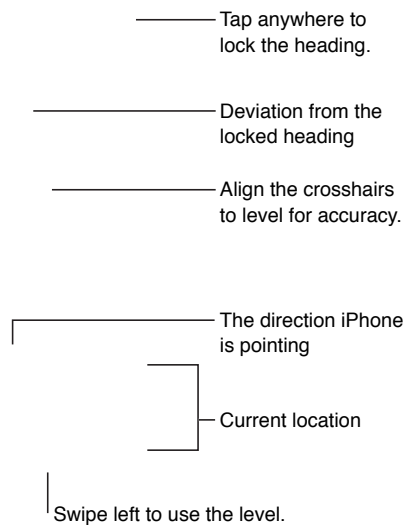 Tap anywhere to
lock the heading.
Deviation from the
locked heading
Align the crosshairs
to level for accuracy.
The direction iPhone
is pointing
Current location
Swipe left to use the level.